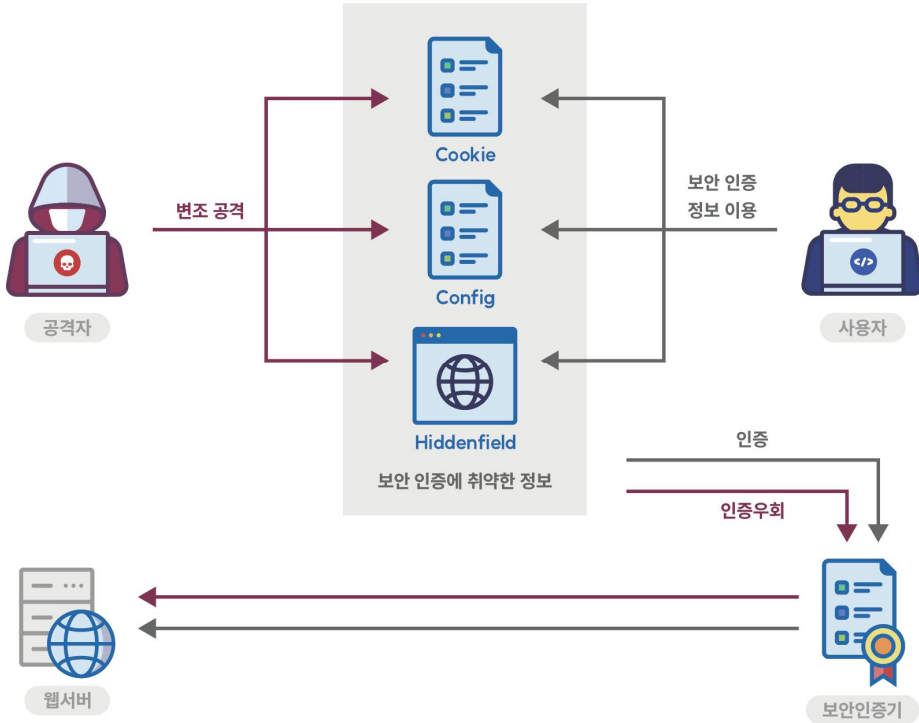 Cookie
변조 공격
보안 인증
정보 이용
Config
공격자
사용자
Hiddenfield
보안 인증에 취약한 정보
인증
인증우회
웹서버
보안인증기